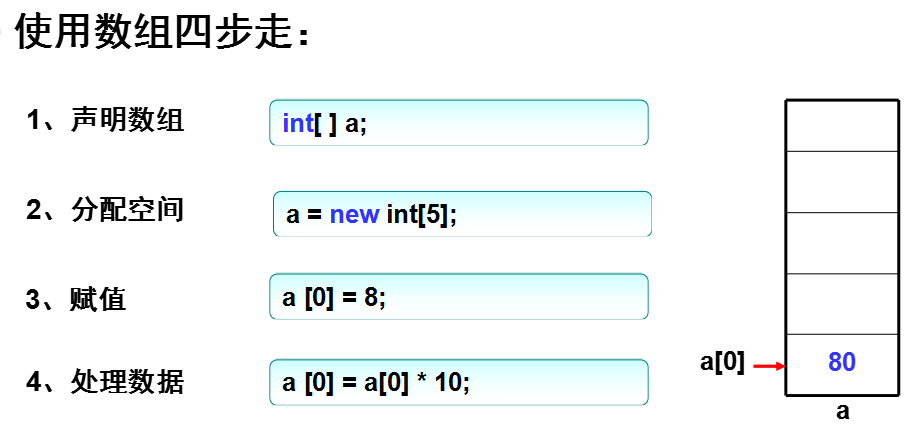 使用数组四步走：
1、声明数组
int[ ] a;
2、分配空间
a = new int[5];
3、赋值
a [0] = 8;
4、处理数据
a [0] = a[0] * 10;
a[0]
80
a